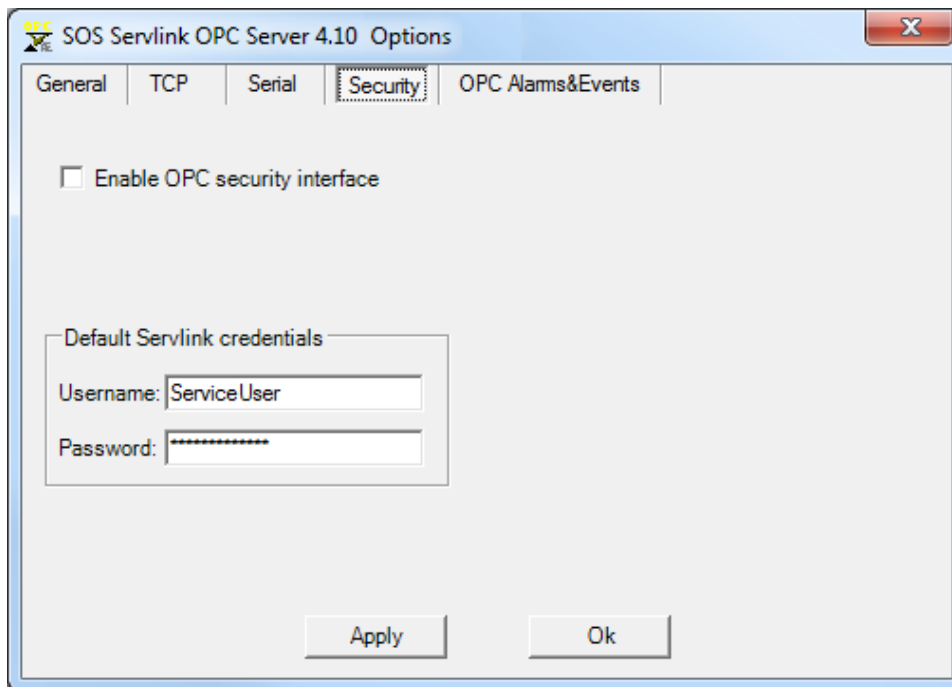 SOS Servlink OPC Server 4.10 Options
General TCP Serial Security OPC Alarms&Events
Enable OPC security interface
Default Servlink credentials
Username: ServiceUser
Password: *************
Apply Ok